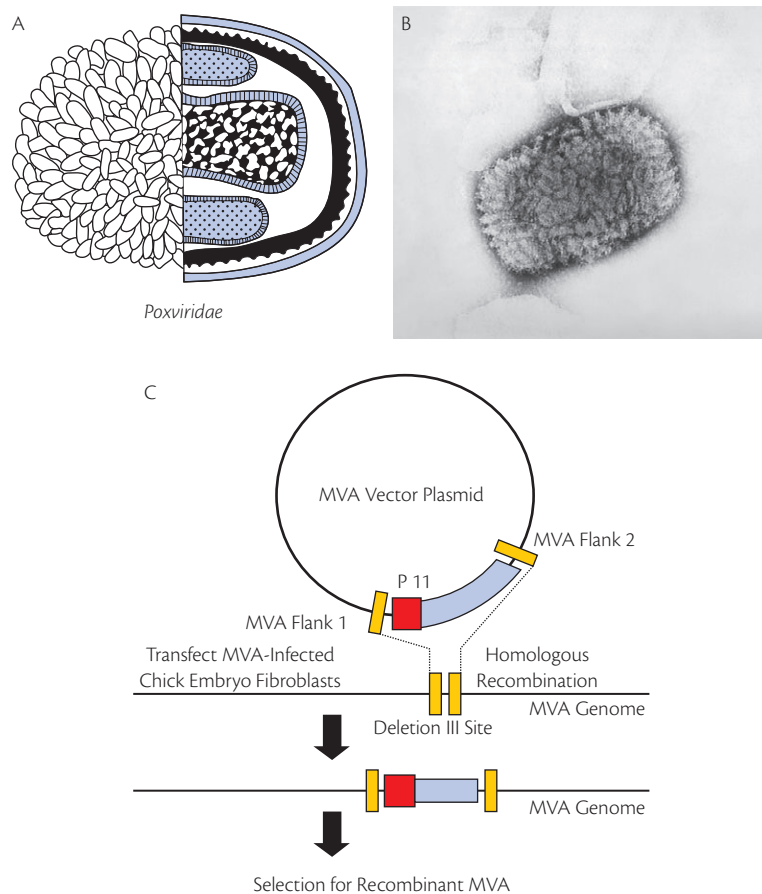 A
B
Poxviridae
C
MVA Vector Plasmid
MVA Flank 2
P 11
MVA Flank 1
Transfect MVA-Infected
Chick Embryo Fibroblasts
Homologous
Recombination
MVA Genome
Deletion III Site
MVA Genome
Selection for Recombinant MVA